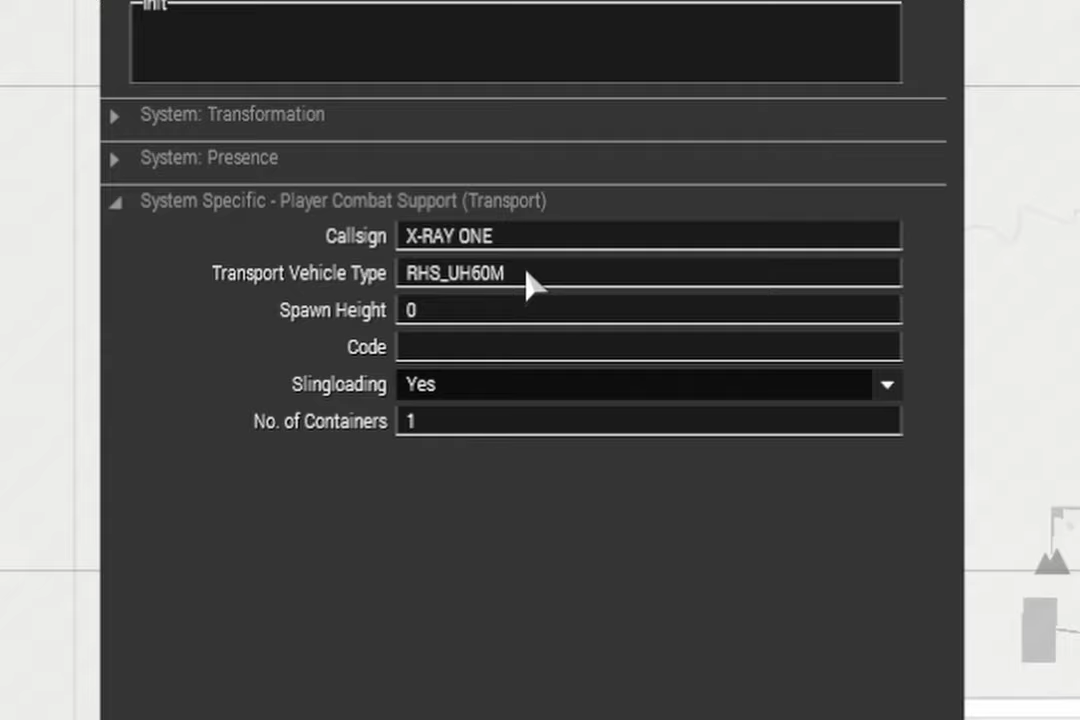 Init
System: Transformation
System: Presence
System Specific - Player Combat Support (Transport)
Callsign X-RAY ONE
Transport Vehicle Type RHS_UH60M
Spawn Height 0
Code
Slingloading Yes
No. of Containers 1